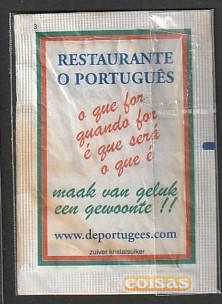 3
RESTAURANTE
O PORTUGUÊS
o que for
quando for
é que será
o que é
maak van geluk
een gewoonte !!
www.deportugees.com
zuiver kristalsuiker
coisas